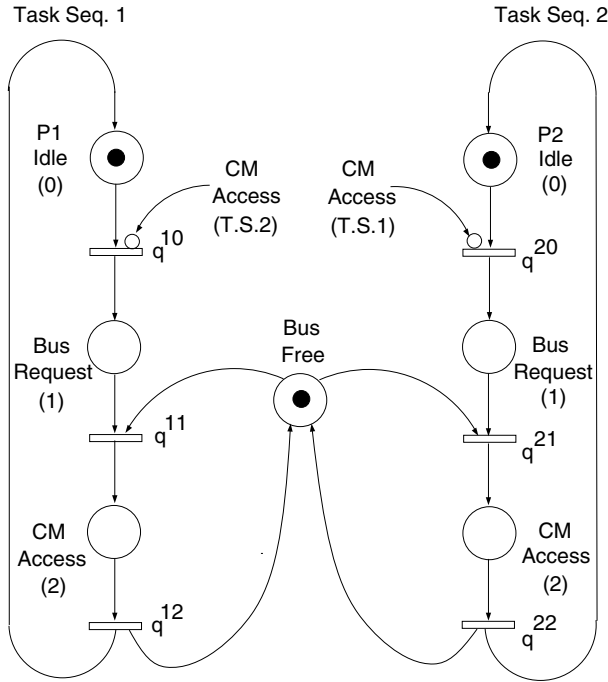 Task Seq. 1
Task Seq. 2
P1
Idle
(0)
CM
Access
(T.S.2)
CM
Access
(T.S.1)
P2
Idle
(0)
q10
q20
Bus
Request
(1)
Bus
Free
Bus
Request
(1)
q11
q21
CM
Access
(2)
CM
Access
(2)
q12
q22